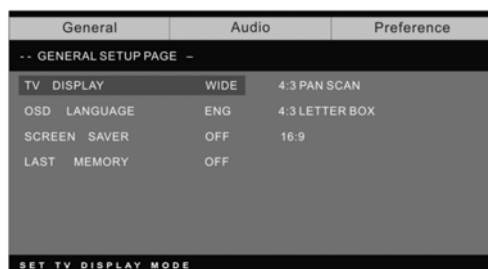 General Audio Preference
-- GENERAL SETUP PAGE –
TV DISPLAY WIDE 4:3 PAN SCAN
OSD LANGUAGE ENG 4:3 LETTER BOX
SCREEN SAVER OFF 16:9
LAST MEMORY OFF
SET TV DISPLAY MODE